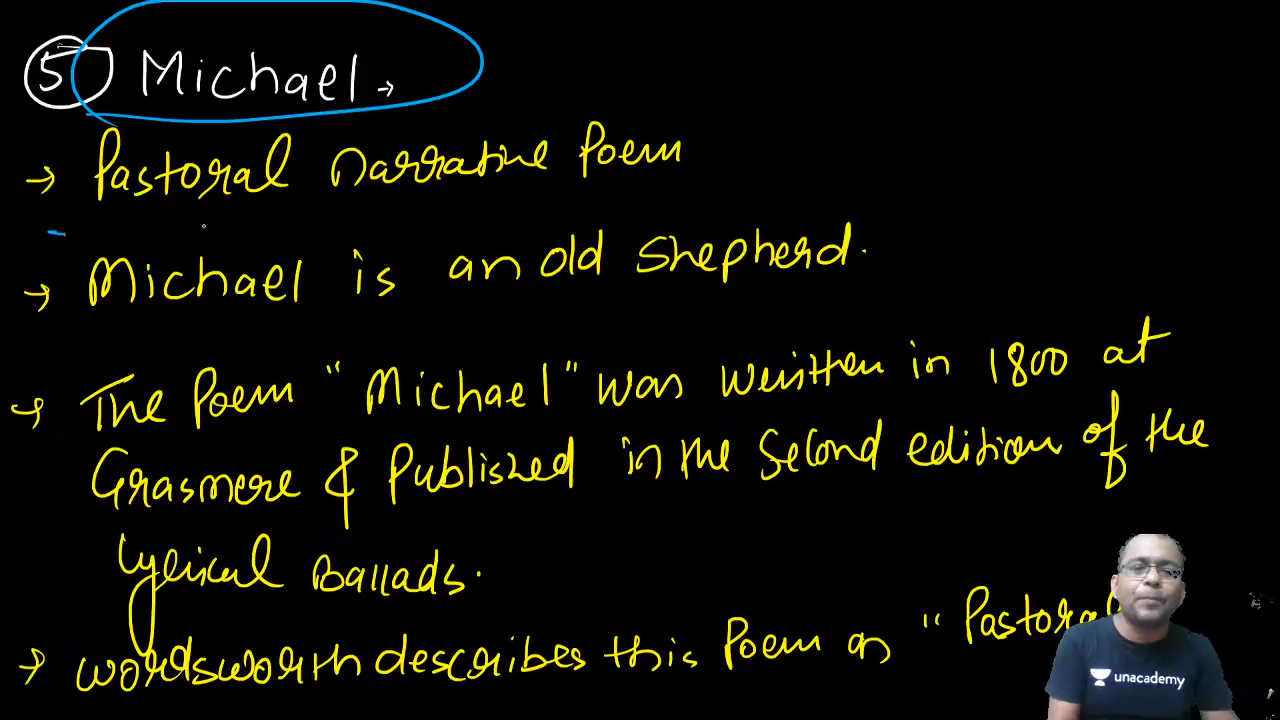 5 Michael →
→ Pastoral narrative Poem
→ Michael is an old shepherd.
→ The Poem "Michael" was written in 1800 at
Grasmere & Published in the Second edition of the
Lyrical Ballads.
→ wordsworth describes this Poem as "Pastoral
unacademy